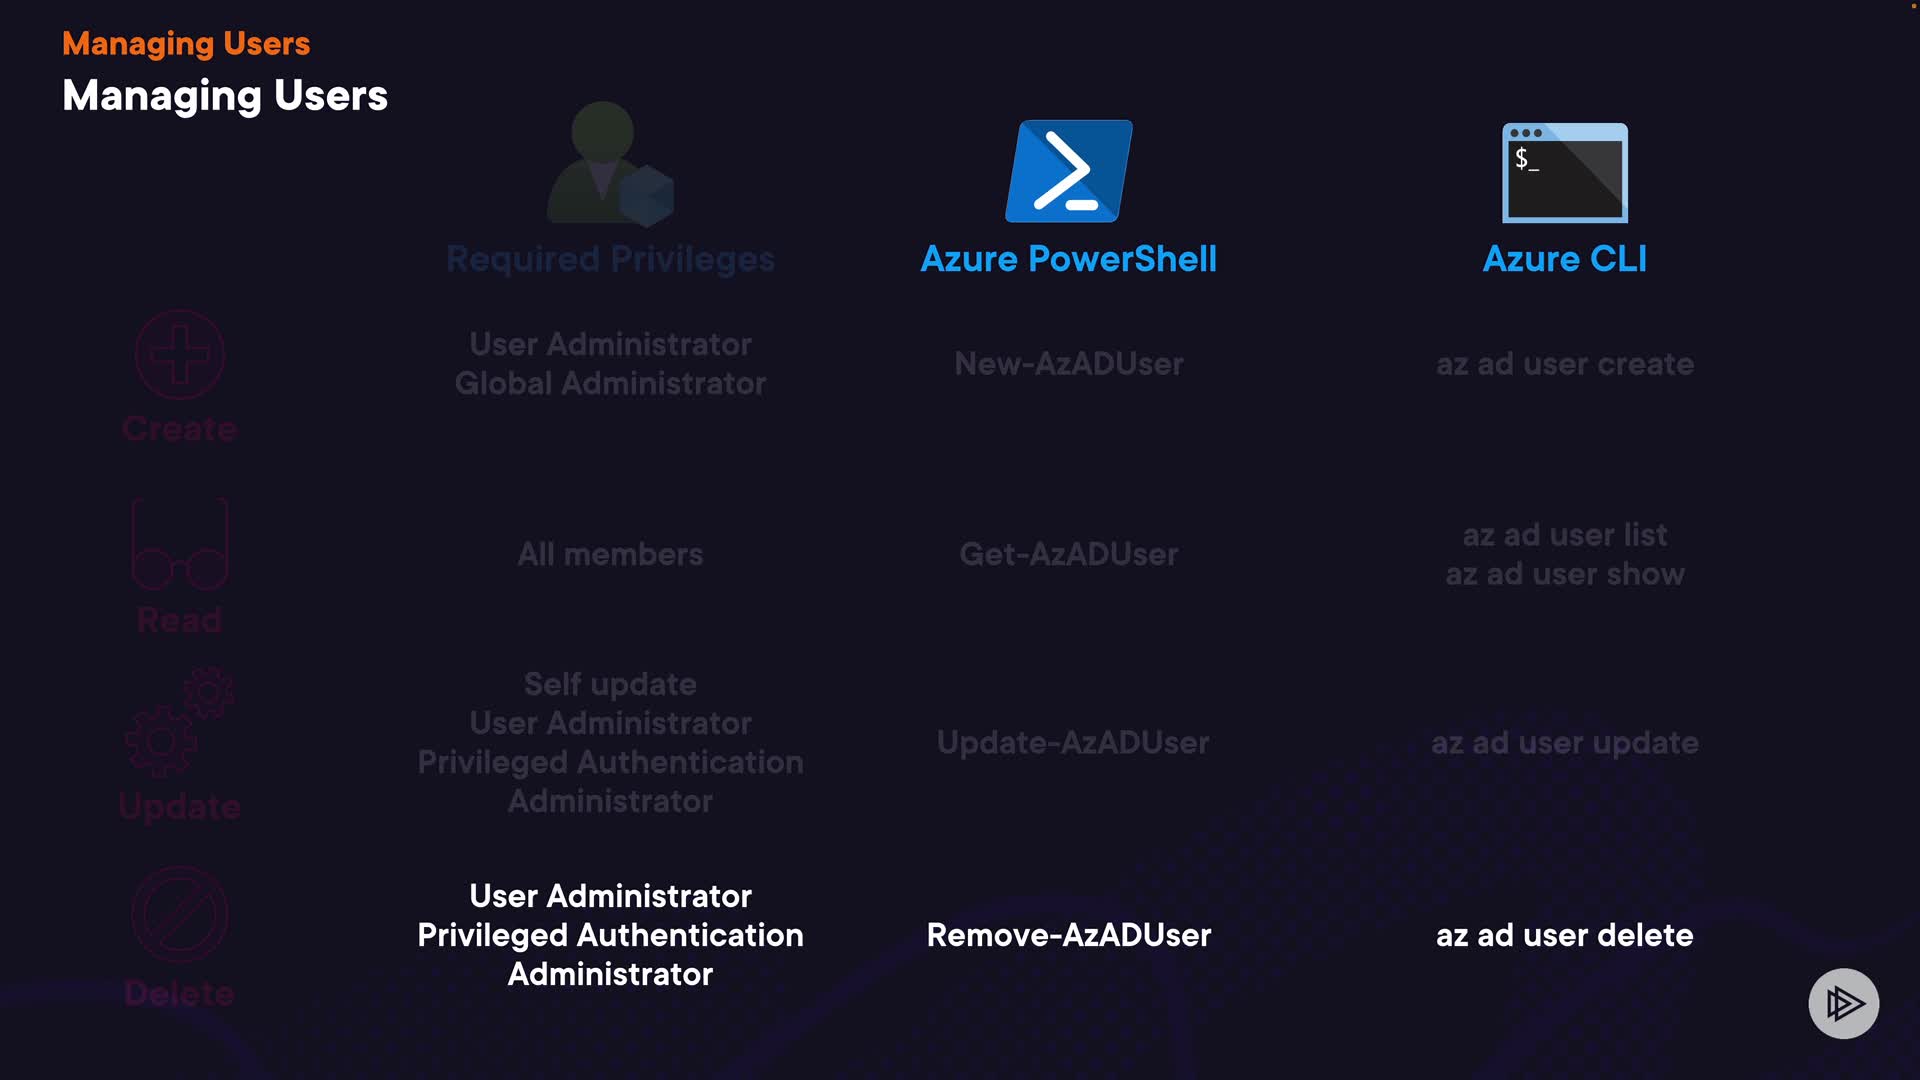 Managing Users
Managing Users
$_
Required Privileges
Azure PowerShell
Azure CLI
Create
User Administrator
Global Administrator
New-AzADUser
az ad user create
Read
All members
Get-AzADUser
az ad user list
az ad user show
Update
Self update
User Administrator
Privileged Authentication
Administrator
Update-AzADUser
az ad user update
Delete
User Administrator
Privileged Authentication
Administrator
Remove-AzADUser
az ad user delete